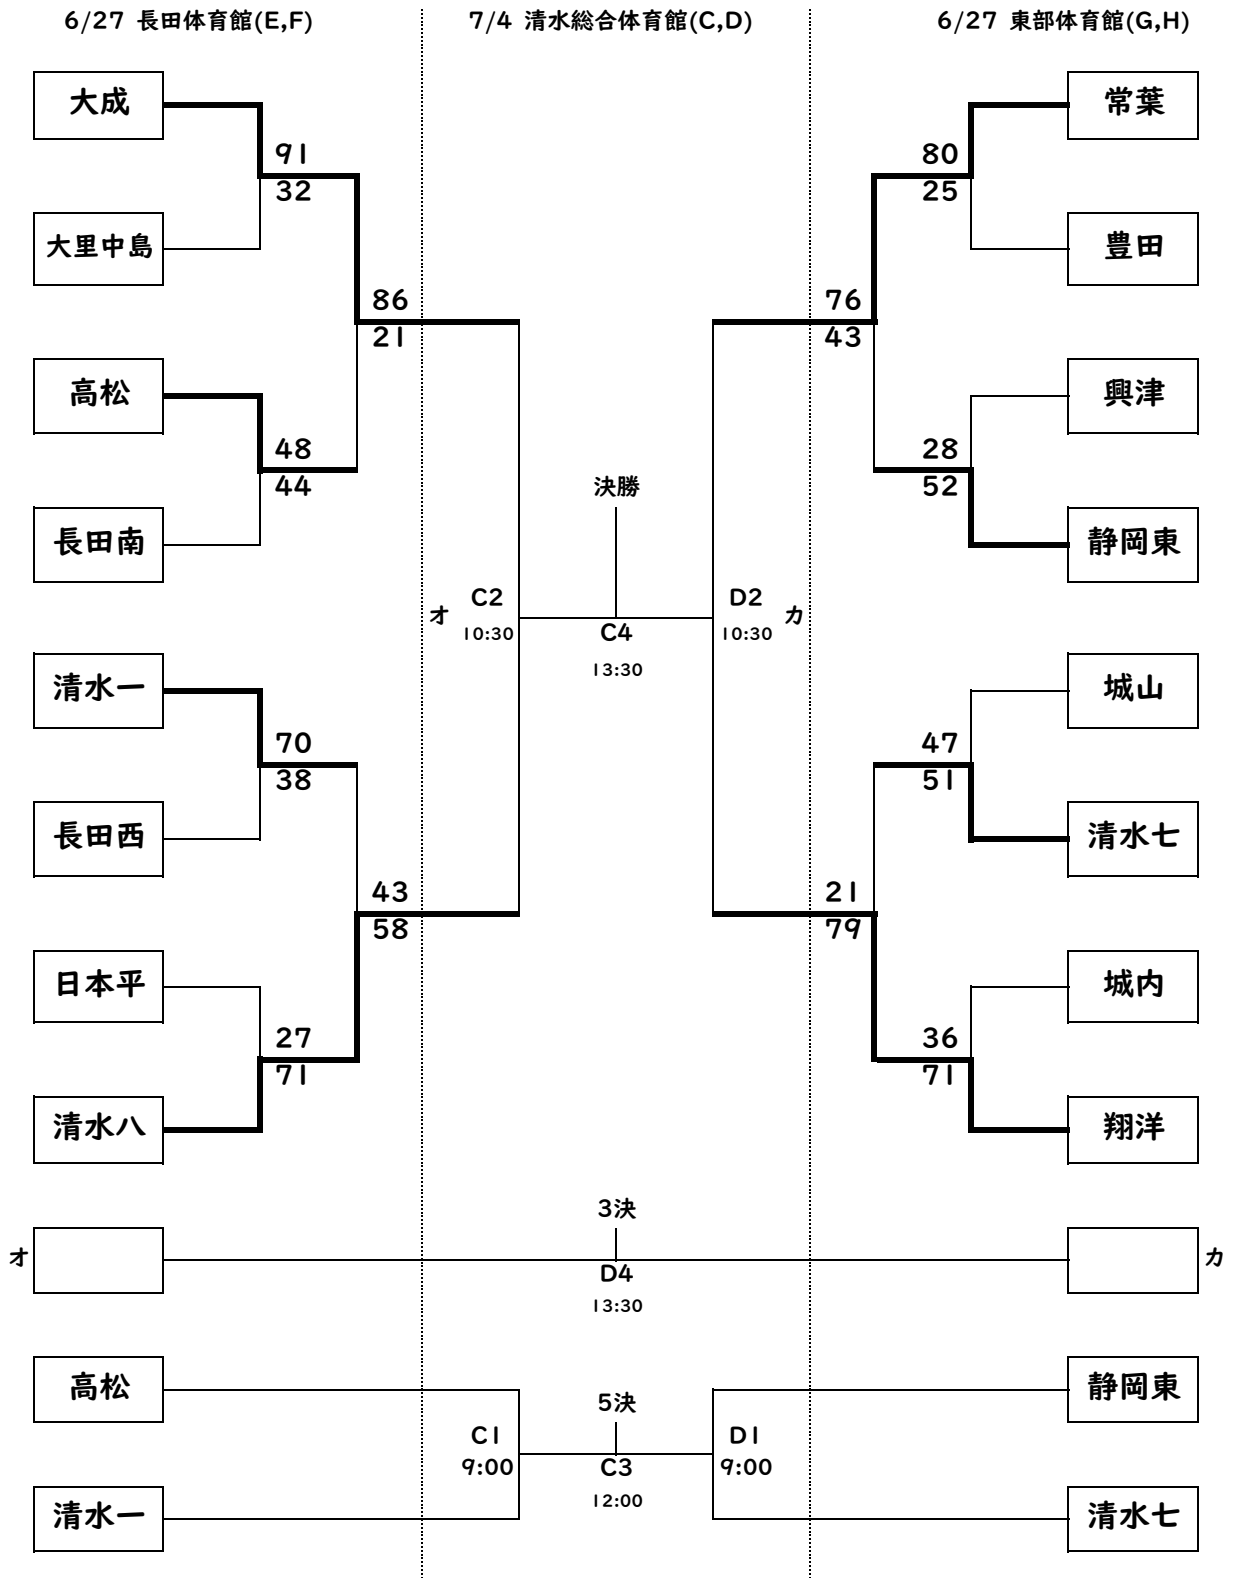 6/27 長田体育館(E,F)
7/4 清水総合体育館(C,D)
6/27 東部体育館(G,H)
大成
常葉
91
32
80
25
大里中島
豊田
86
21
76
43
高松
興津
48
44
28
52
決勝
長田南
静岡東
オ
C2
10:30
C4
13:30
D2
10:30
カ
清水一
城山
70
38
47
51
長田西
清水七
43
58
21
79
日本平
城内
27
71
36
71
清水八
翔洋
3決
オ
カ
D4
13:30
高松
静岡東
5決
C1
9:00
D1
9:00
C3
12:00
清水一
清水七